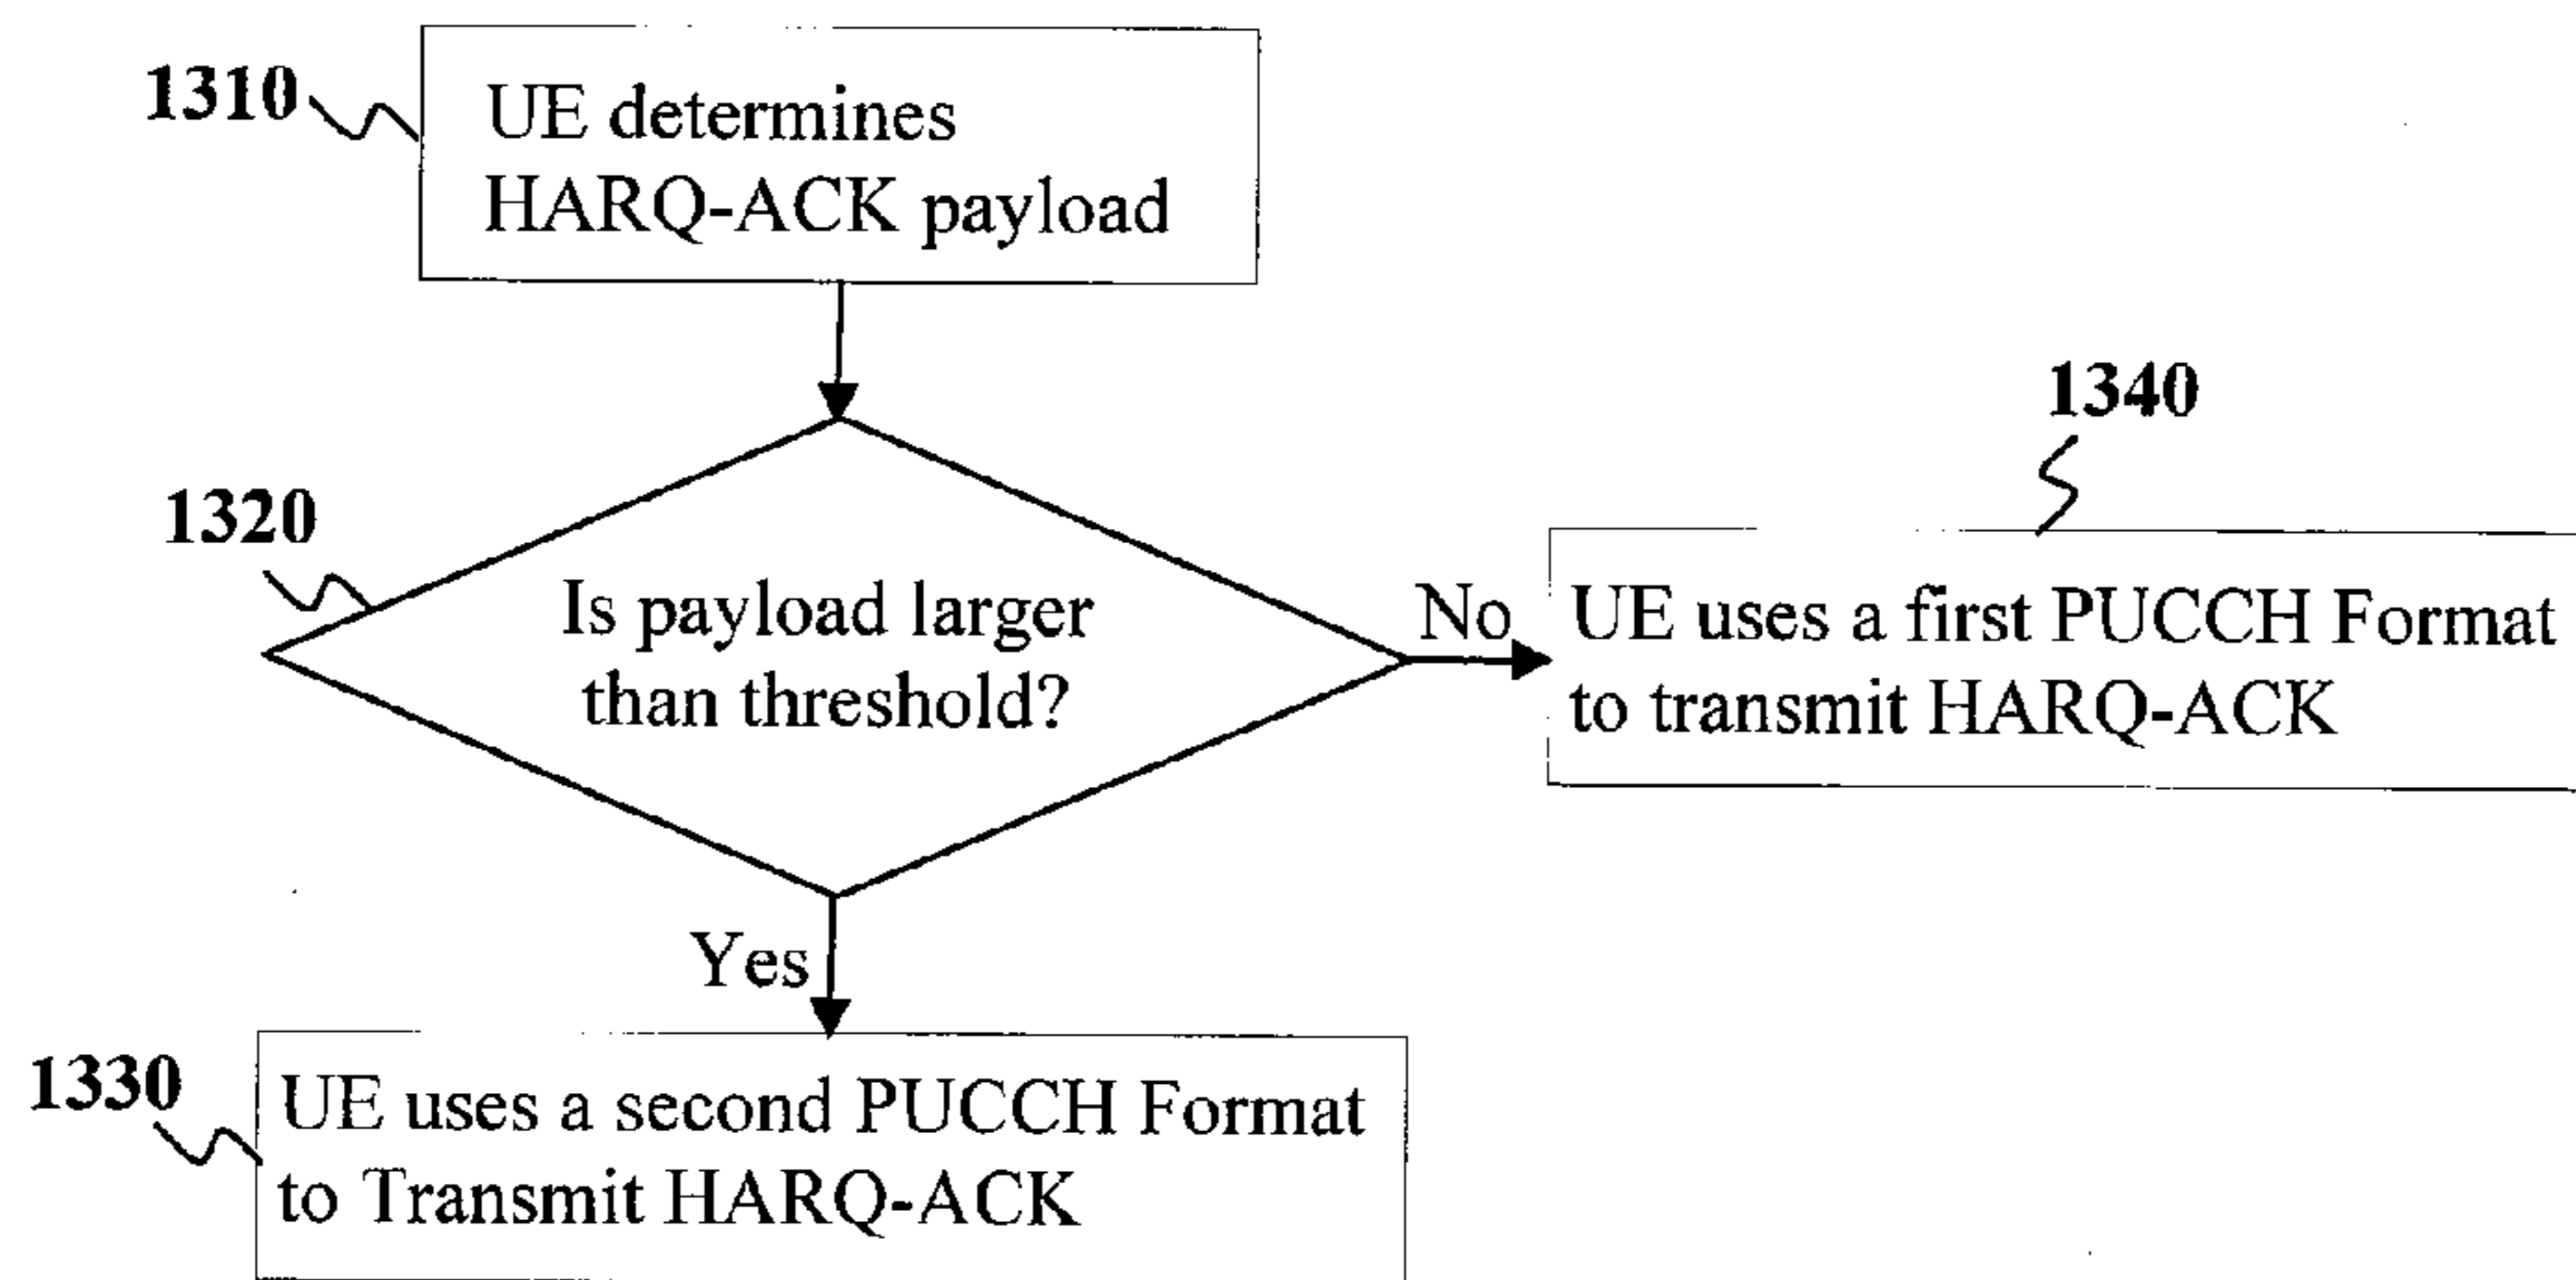 1310
UE determines
HARQ-ACK payload
1340
1320
Is payload larger
than threshold?
No
UE uses a first PUCCH Format
to transmit HARQ-ACK
Yes
1330
UE uses a second PUCCH Format
to Transmit HARQ-ACK